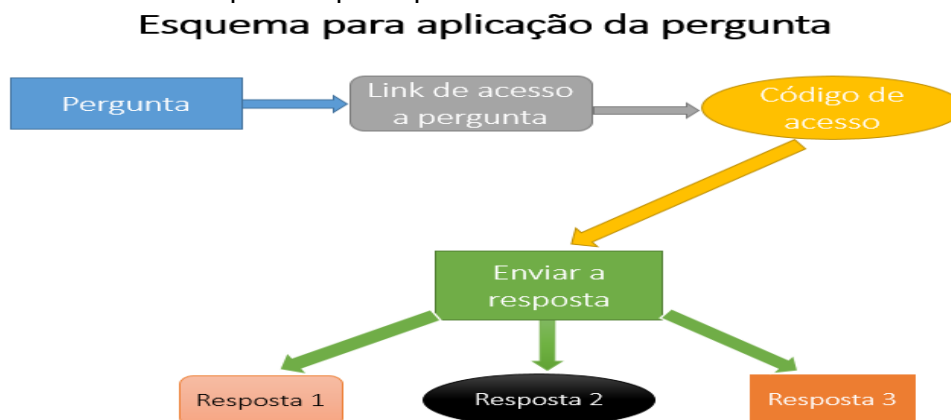 Esquema para aplicação da pergunta
Pergunta
Link de acesso
a pergunta
Código de
acesso
Enviar a
resposta
Resposta 1
Resposta 2
Resposta 3